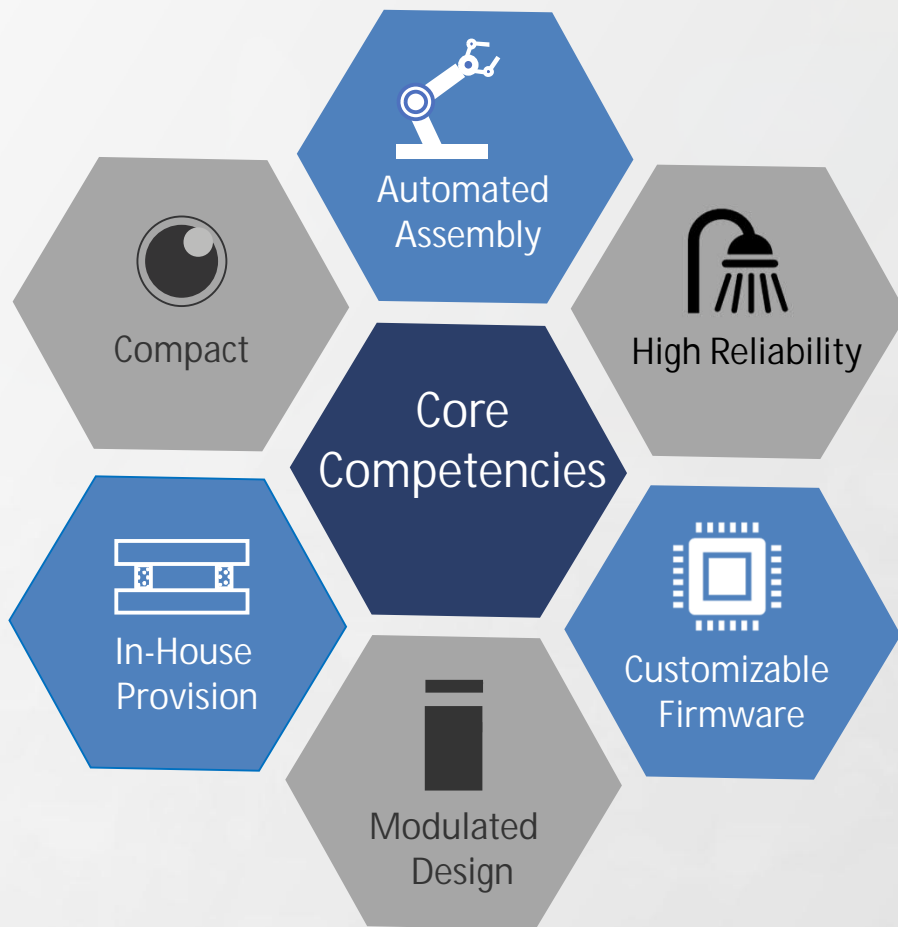 Automated
Assembly
Compact
High Reliability
Core
Competencies
In-House
Provision
Customizable
Firmware
Modulated
Design